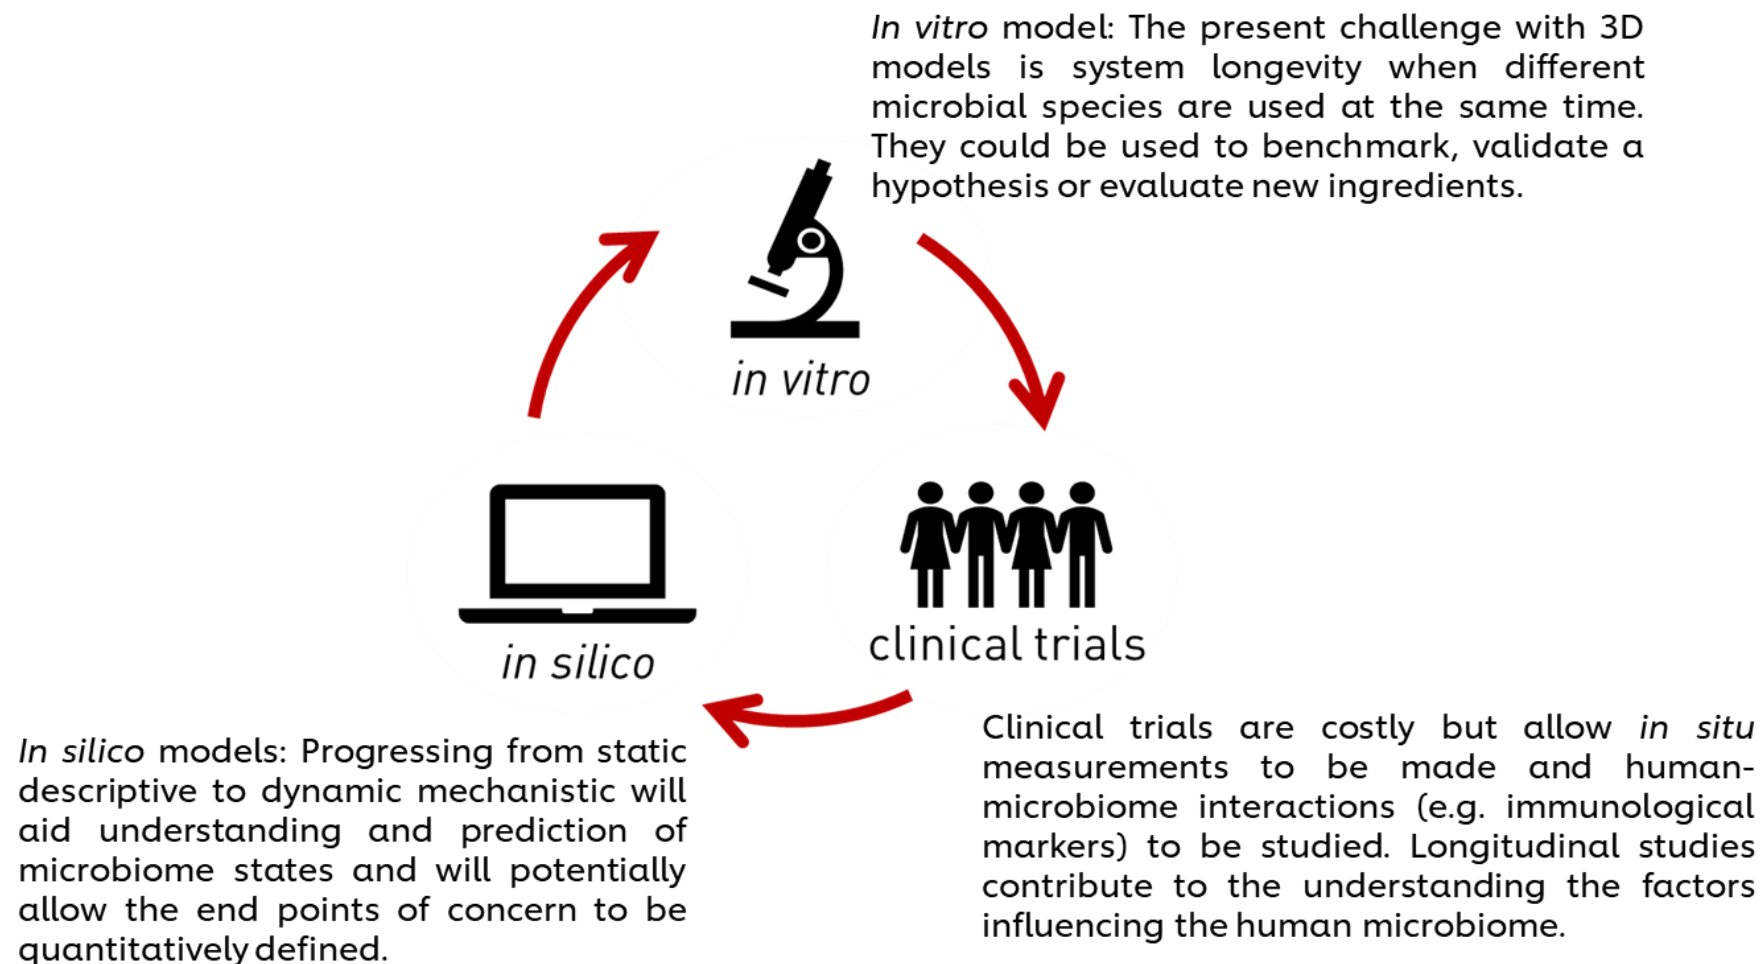 In vitro model: The present challenge with 3D
models is system longevity when different
microbial species are used at the same time.
They could be used to benchmark, validate a
hypothesis or evaluate new ingredients.
in vitro
in silico
clinical trials
In silico models: Progressing from static
descriptive to dynamic mechanistic will
aid understanding and prediction of
microbiome states and will potentially
allow the end points of concern to be
quantitatively defined.
Clinical trials are costly but allow in situ
measurements to be made and human-
microbiome interactions (e.g. immunological
markers) to be studied. Longitudinal studies
contribute to the understanding the factors
influencing the human microbiome.